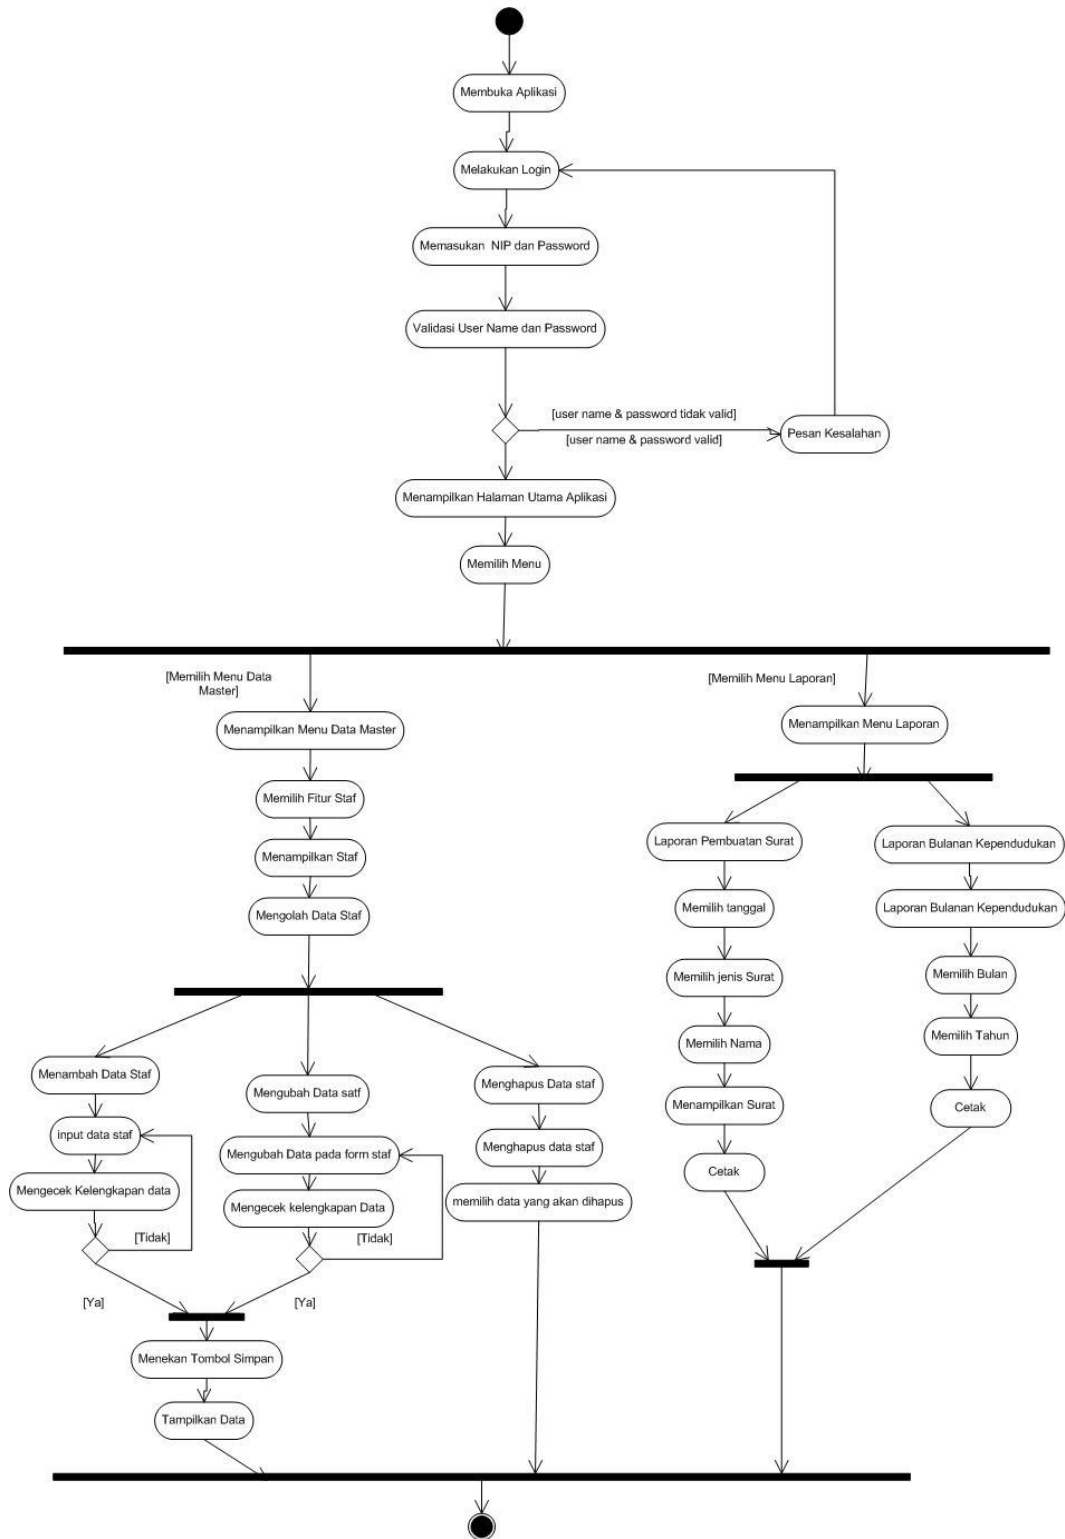 Membuka Aplikasi
Melakukan Login
Memasukan NIP dan Password
Validasi User Name dan Password
[user name & password tidak valid]
Pesan Kesalahan
[user name & password valid]
Menampilkan Halaman Utama Aplikasi
Memilih Menu
[Memilih Menu Data
Master]
[Memilih Menu Laporan]
Menampilkan Menu Data Master
Menampilkan Menu Laporan
Memilih Fitur Staf
Menampilkan Staf
Mengolah Data Staf
Laporan Pembuatan Surat
Laporan Bulanan Kependudukan
Memilih tanggal
Laporan Bulanan Kependudukan
Memilih jenis Surat
Memilih Bulan
Memilih Nama
Memilih Tahun
Menampilkan Surat
Cetak
Cetak
Menambah Data Staf
Mengubah Data satf
Menghapus Data staf
input data staf
Mengubah Data pada form staf
Menghapus data staf
Mengecek Kelengkapan data
Mengecek kelengkapan Data
memilih data yang akan dihapus
[Tidak]
[Tidak]
[Ya]
[Ya]
Menekan Tombol Simpan
Tampilkan Data